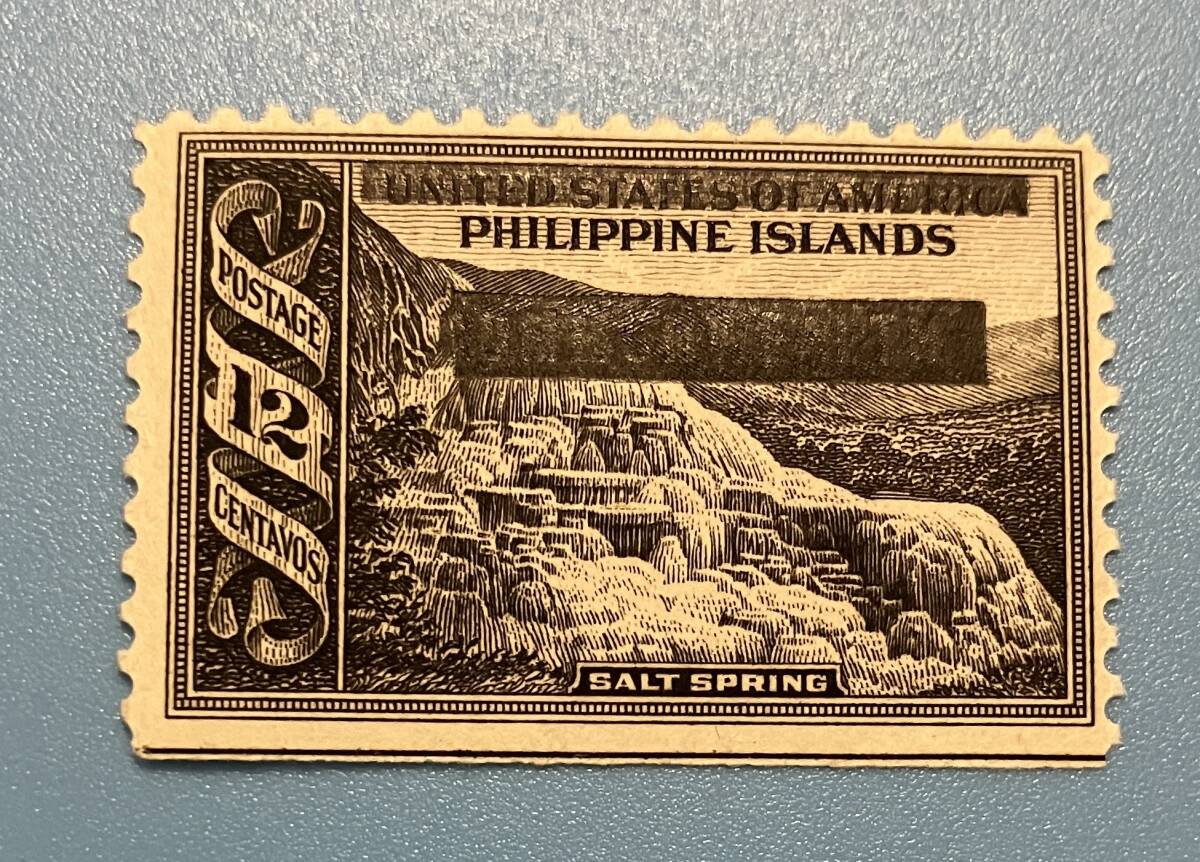 UNITED STATES OF AMERICA
PHILIPPINE ISLANDS
POSTAGE
12
CENTAVOS
SALT SPRING